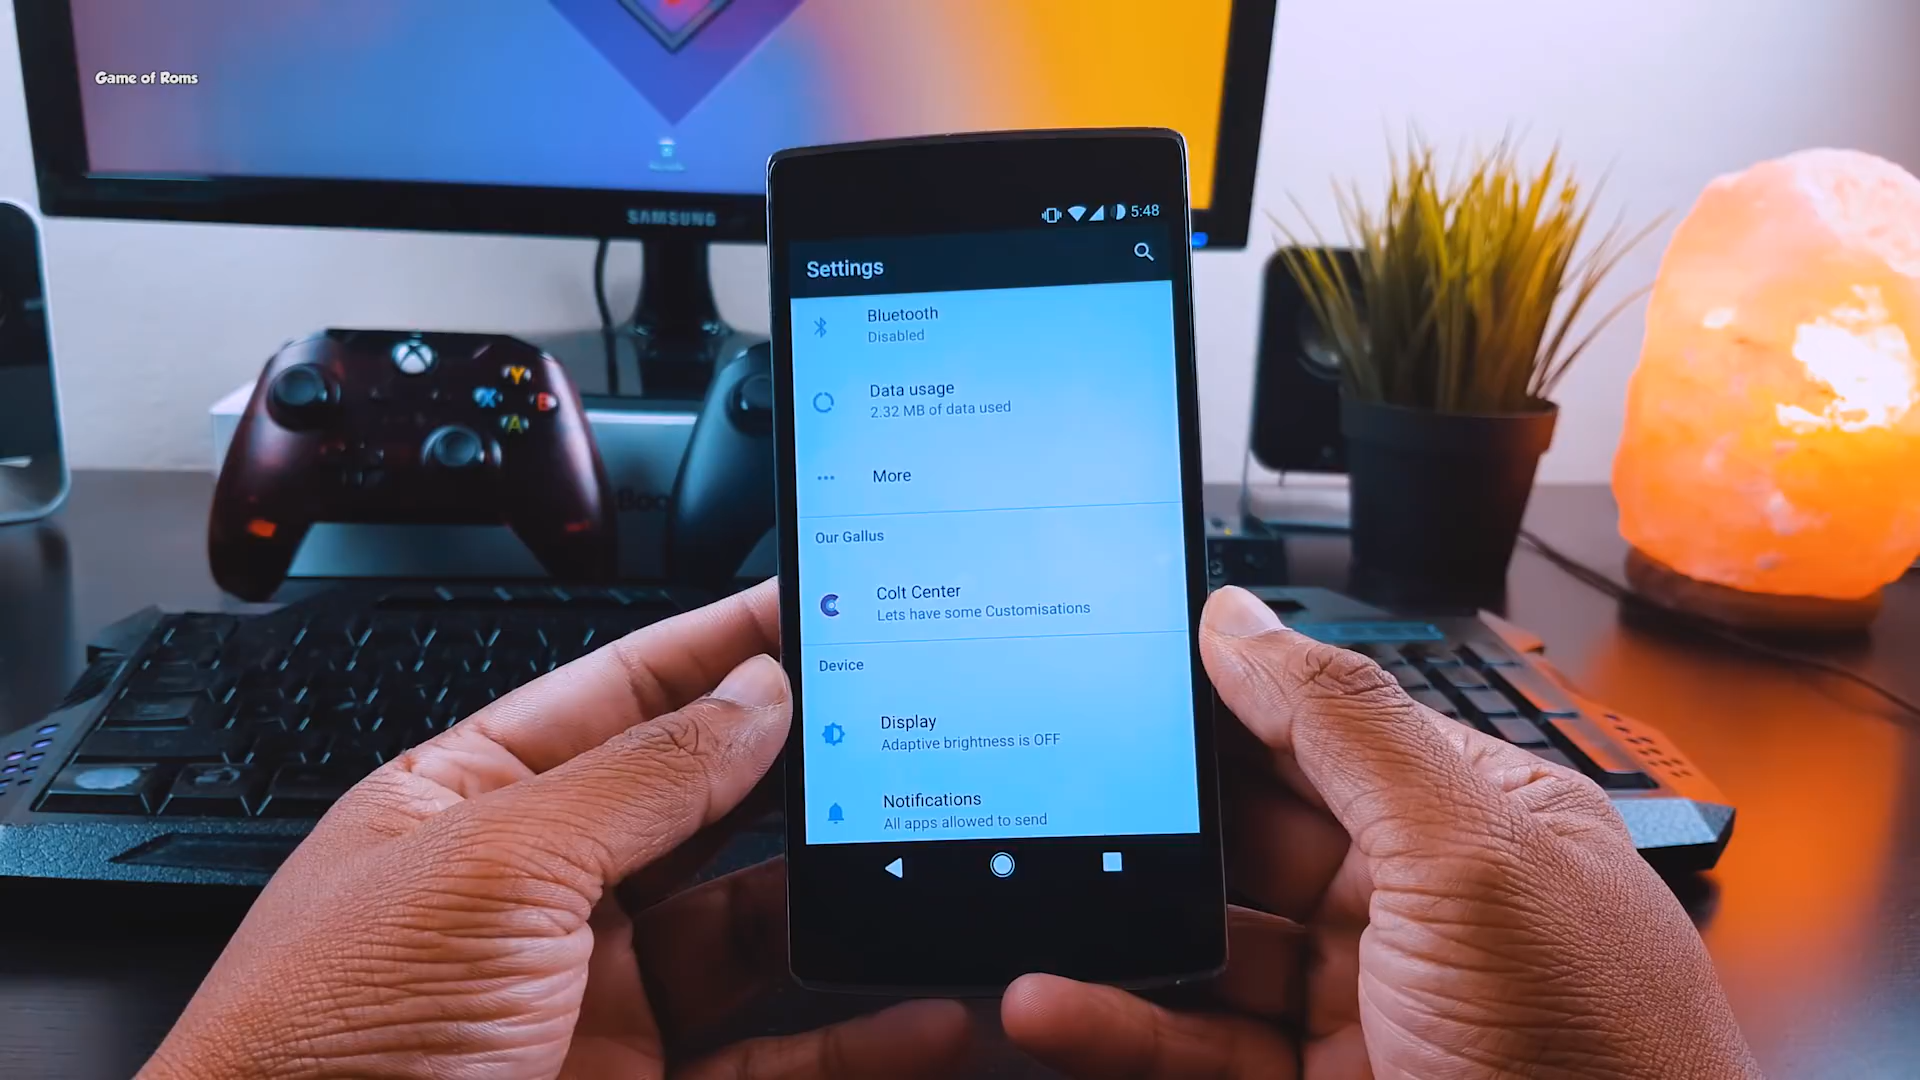 Game of Roms
SAMSUNG
5:48
Settings
Bluetooth
Disabled
Data usage
2.32 MB of data used
More
Our Gallus
Colt Center
Lets have some Customisations
Device
Display
Adaptive brightness is OFF
Notifications
All apps allowed to send
Y
X
B
A